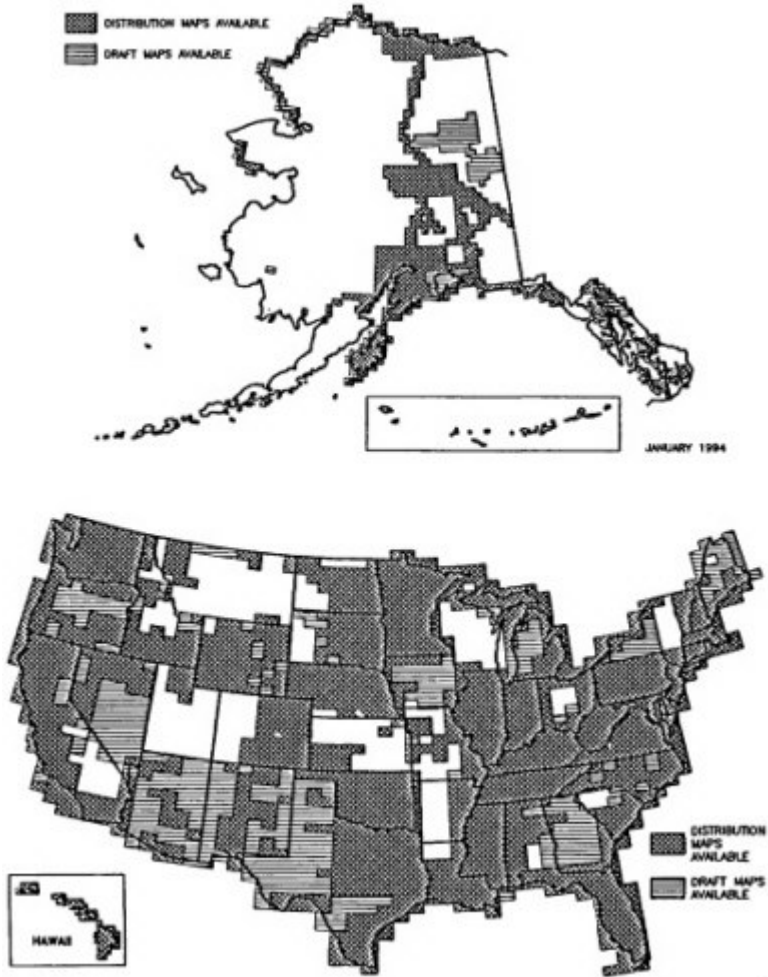 DISTRIBUTION MAPS AVAILABLE
DRAFT MAPS AVAILABLE
JANUARY 1994
DISTRIBUTION
MAPS
AVAILABLE
DRAFT MAPS
AVAILABLE
HAWAII